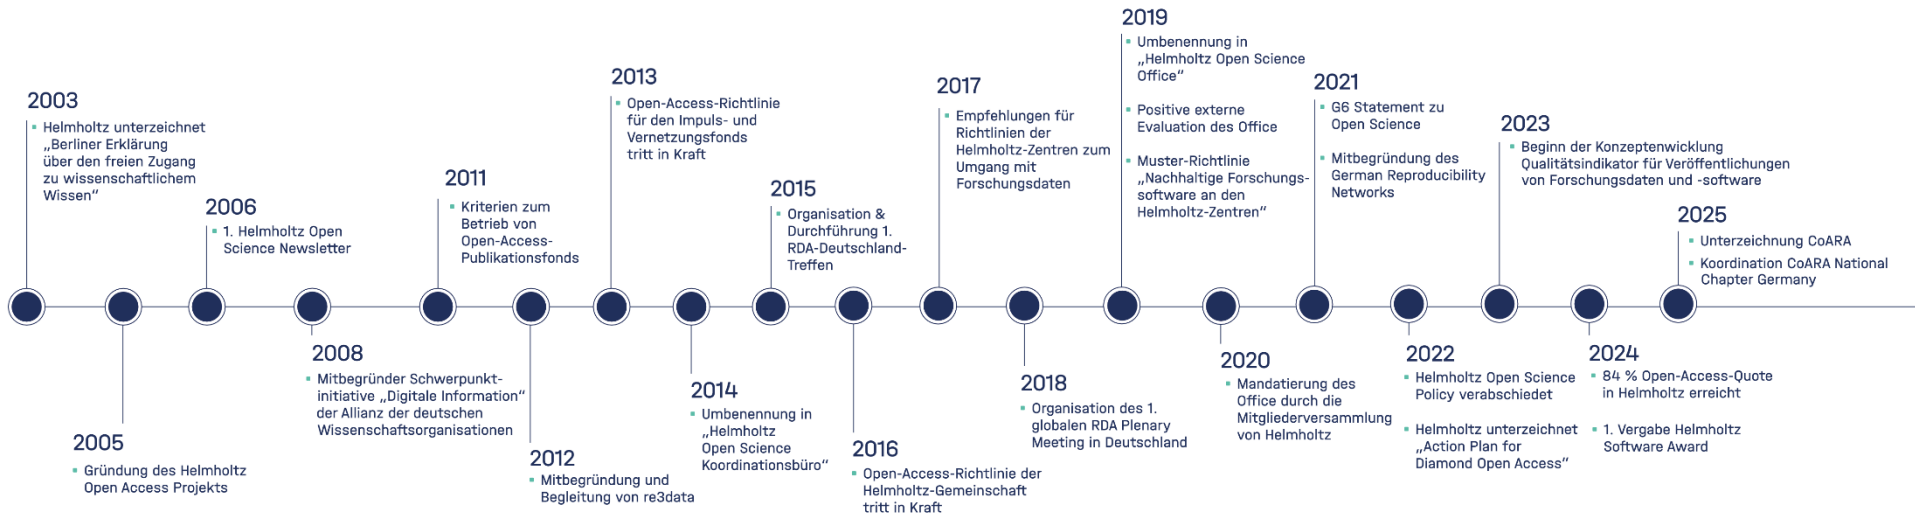 2003
Helmholtz unterzeichnet
„Berliner Erklärung
über den freien Zugang
zu wissenschaftlichem
Wissen“
2005
Gründung des Helmholtz
Open Access Projekts
2006
1. Helmholtz Open
Science Newsletter
2008
Mitbegründer Schwerpunkt-
initiative „Digitale Information“
der Allianz der deutschen
Wissenschaftsorganisationen
2011
Kriterien zum
Betrieb von
Open-Access-
Publikationsfonds
2012
Mitbegründung und
Begleitung von re3data
2013
Open-Access-Richtlinie
für den Impuls- und
Vernetzungsfonds
tritt in Kraft
2014
Umbenennung in
„Helmholtz
Open Science
Koordinationsbüro“
2015
Organisation &
Durchführung 1.
RDA-Deutschland-
Treffen
2016
Open-Access-Richtlinie der
Helmholtz-Gemeinschaft
tritt in Kraft
2017
Empfehlungen für
Richtlinien der
Helmholtz-Zentren zum
Umgang mit
Forschungsdaten
2018
Organisation des 1.
globalen RDA Plenary
Meeting in Deutschland
2019
Umbenennung in
„Helmholtz Open Science
Office“
Positive externe
Evaluation des Office
Muster-Richtlinie
„Nachhaltige Forschungs-
software an den
Helmholtz-Zentren“
2020
Mandatierung des
Office durch die
Mitgliederversammlung
von Helmholtz
2021
G6 Statement zu
Open Science
Mitbegründung des
German Reproducibility
Networks
2022
Helmholtz Open Science
Policy verabschiedet
Helmholtz unterzeichnet
„Action Plan for
Diamond Open Access“
2023
Beginn der Konzeptenwicklung
Qualitätsindikator für Veröffentlichungen
von Forschungsdaten und -software
2024
84 % Open-Access-Quote
in Helmholtz erreicht
1. Vergabe Helmholtz
Software Award
2025
Unterzeichnung CoARA
Koordination CoARA National
Chapter Germany